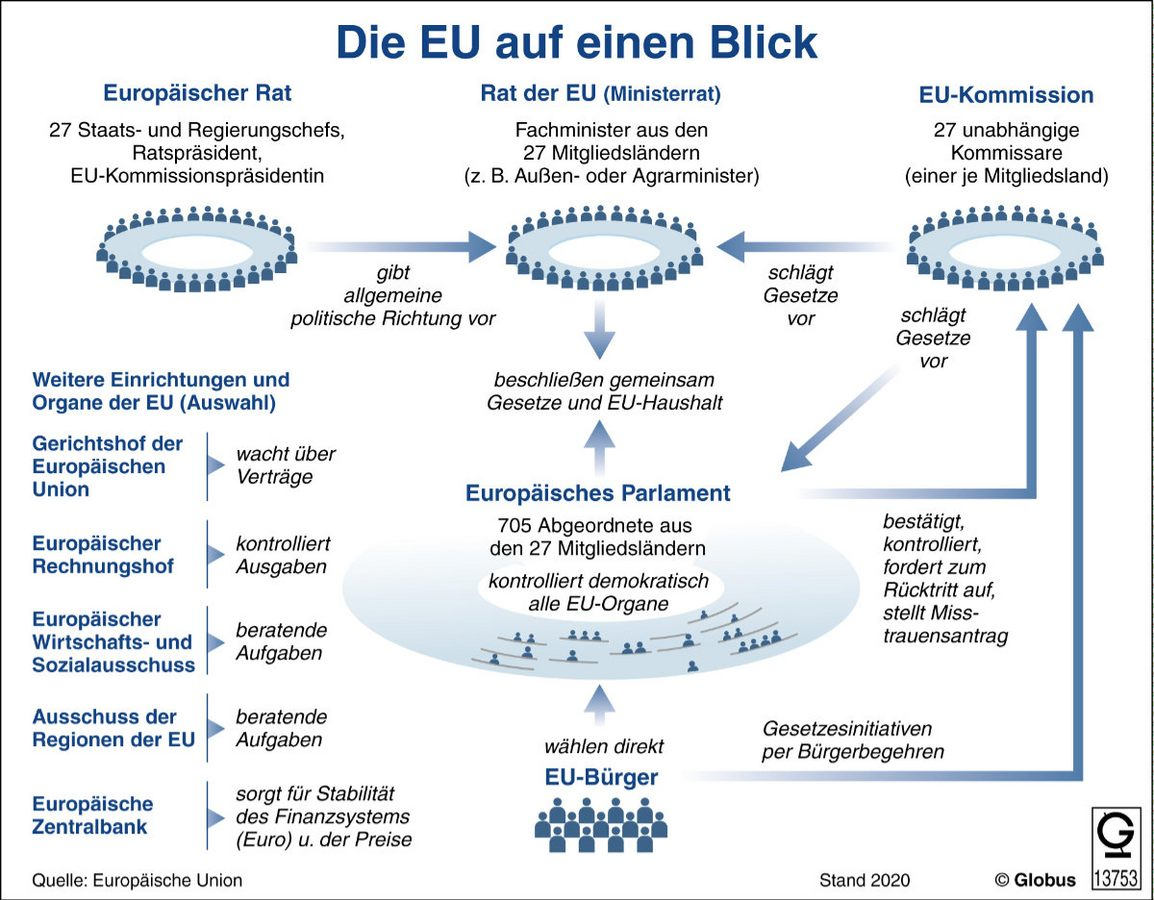 Die EU auf einen Blick
Europäischer Rat
27 Staats- und Regierungschefs,
Ratspräsident,
EU-Kommissionspräsidentin
Rat der EU (Ministerrat)
Fachminister aus den
27 Mitgliedsländern
(z. B. Außen- oder Agrarminister)
EU-Kommission
27 unabhängige
Kommissare
(einer je Mitgliedsland)
gibt
allgemeine
politische Richtung vor
schlägt
Gesetze
vor
schlägt
Gesetze
vor
beschließen gemeinsam
Gesetze und EU-Haushalt
Weitere Einrichtungen und
Organe der EU (Auswahl)
Gerichtshof der
Europäischen
Union
wacht über
Verträge
Europäischer
Rechnungshof
kontrolliert
Ausgaben
Europäischer
Wirtschafts- und
Sozialausschuss
beratende
Aufgaben
Ausschuss der
Regionen der EU
beratende
Aufgaben
Europäische
Zentralbank
sorgt für Stabilität
des Finanzsystems
(Euro) u. der Preise
Europäisches Parlament
705 Abgeordnete aus
den 27 Mitgliedsländern
kontrolliert demokratisch
alle EU-Organe
bestätigt,
kontrolliert,
fordert zum
Rücktritt auf,
stellt Miss-
trauensantrag
wählen direkt
EU-Bürger
Gesetzesinitiativen
per Bürgerbegehren
Quelle: Europäische Union
Stand 2020
© Globus
G
13753